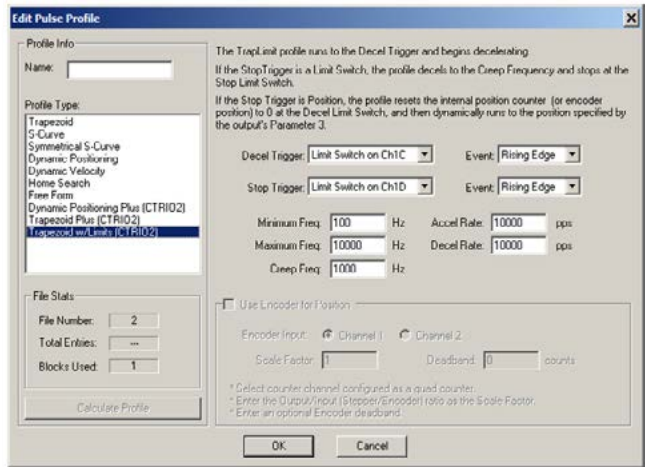 Edit Pulse Profile
Profile Info
Name:
Profile Type:
Trapezoid
S-Curve
Symmetrical S-Curve
Dynamic Positioning
Dynamic Velocity
Home Search
Free Form
Dynamic Positioning Plus (CTRIO2)
Trapezoid Plus (CTRIO2)
Trapezoid w/Limits (CTRIO2)
File Stats
File Number: 2
Total Entries: ---
Blocks Used: 1
Calculate Profile
The TrapLimit profile runs to the Decel Trigger and begins decelerating.
If the StopTrigger is a Limit Switch, the profile decels to the Creep Frequency and stops at the
Stop Limit Switch.
If the Stop Trigger is Position, the profile resets the internal position counter (or encoder
position) to 0 at the Decel Limit Switch, and then dynamically runs to the position specified by
the output's Parameter 3.
Decel Trigger: Limit Switch on Ch1C Event: Rising Edge
Stop Trigger: Limit Switch on Ch1D Event: Rising Edge
Minimum Freq: 100 Hz Accel Rate: 10000 pps
Maximum Freq: 10000 Hz Decel Rate: 10000 pps
Creep Freq: 1000 Hz
Use Encoder for Position
Encoder Input: Channel 1 Channel 2
Scale Factor: 1 Deadband: 0 counts
* Select counter channel configured as a quad counter.
* Enter the Output/Input (Stepper/Encoder) ratio as the Scale Factor.
* Enter an optional Encoder deadband.
OK Cancel